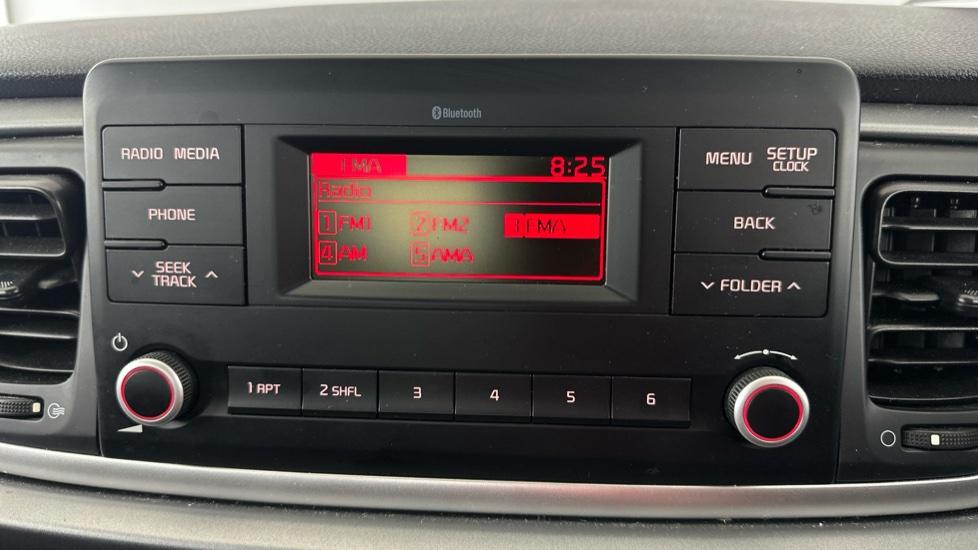 Bluetooth
RADIO MEDIA
PHONE
SEEK
TRACK
FMA 8:25
Radio
1 FM1 2 FM2 3 FMA
4 AM 5 AMA
MENU SETUP
CLOCK
BACK
FOLDER
1 RPT 2 SHFL 3 4 5 6